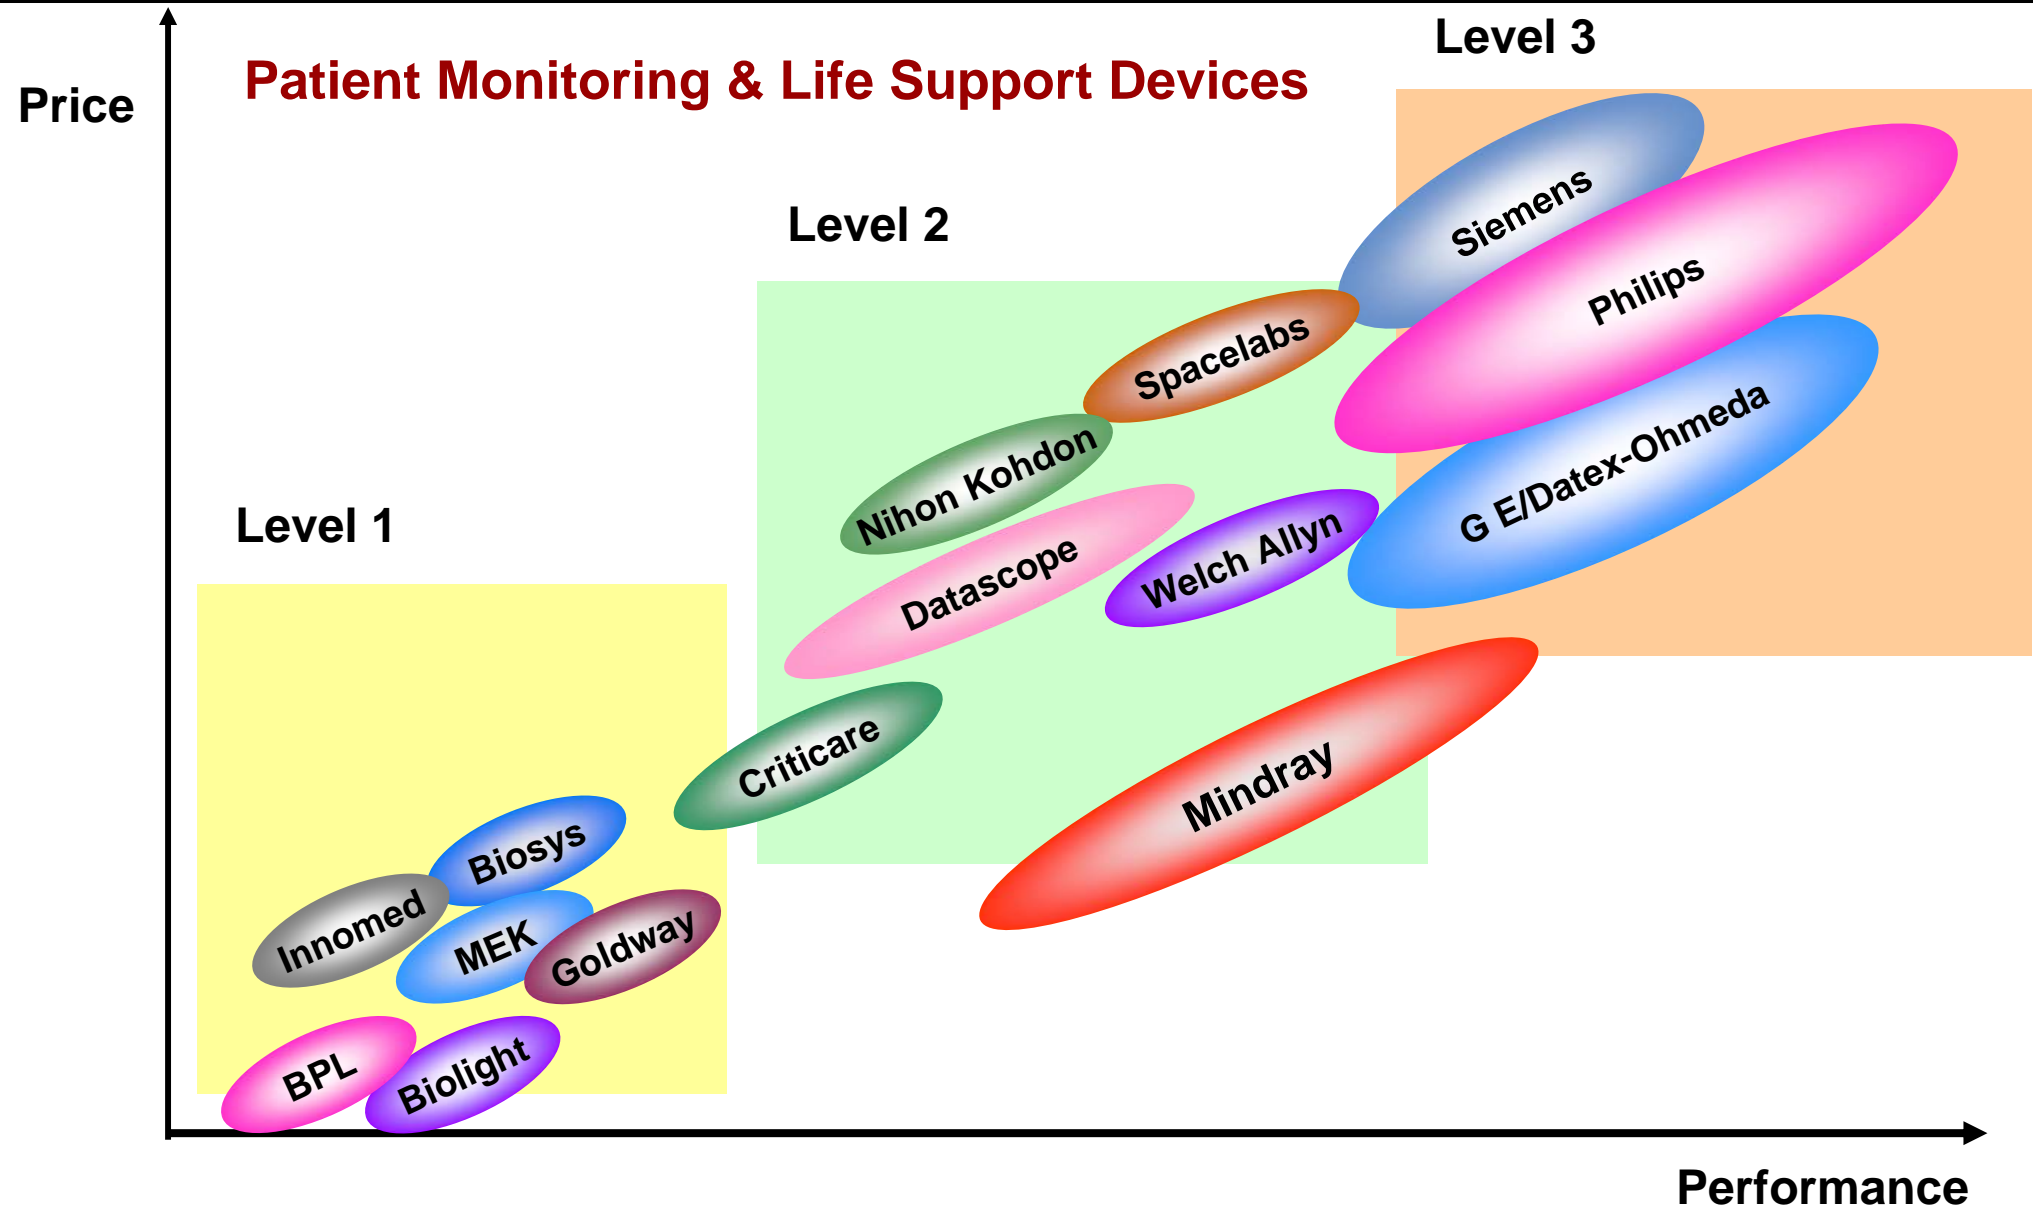 Level 3
Patient Monitoring & Life Support Devices
Price
Siemens
Level 2
Philips
Spacelabs
G E/Datex-Ohmeda
Nihon Kohdon
Level 1
Datascope
Welch Allyn
Criticare
Mindray
Biosys
Innomed
MEK
Goldway
BPL
Biolight
Performance